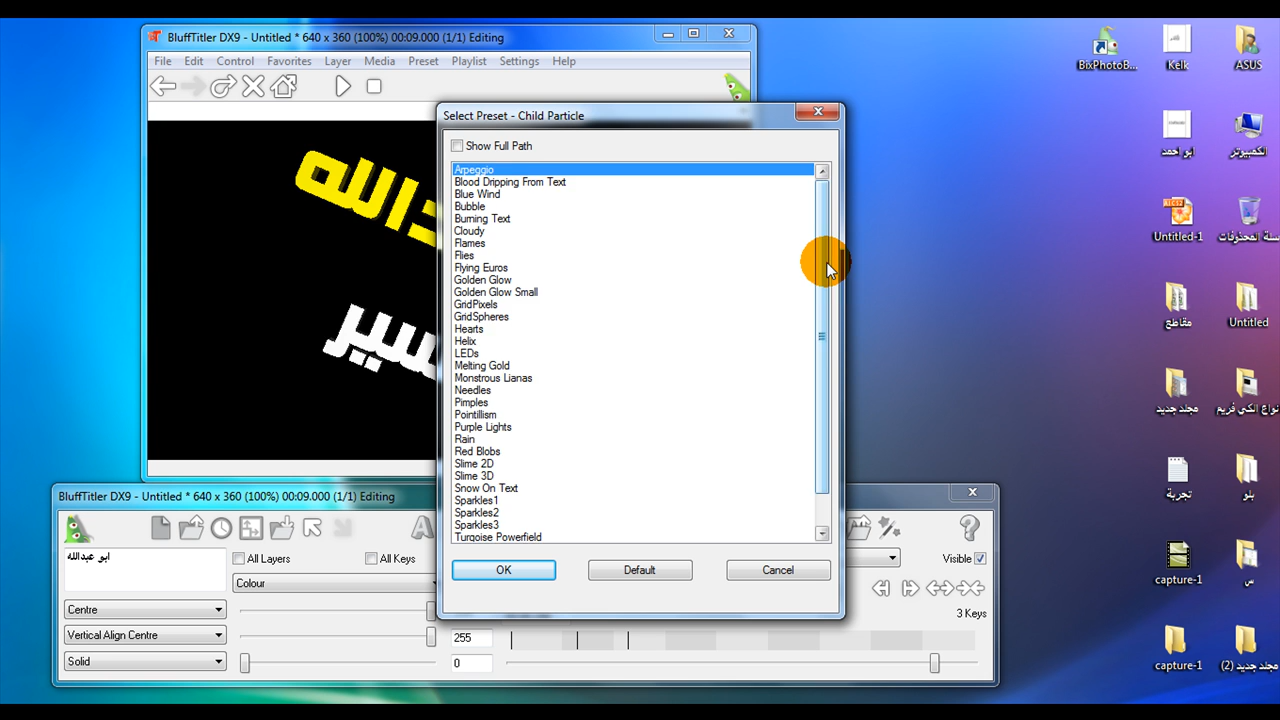 BluffTitler DX9 - Untitled * 640 x 360 (100%) 00:09.000 (1/1) Editing
File Edit Control Favorites Layer Media Preset Playlist Settings Help
Select Preset - Child Particle
Show Full Path
Arpeggio
Blood Dripping From Text
Blue Wind
Bubble
Burning Text
Cloudy
Flames
Flies
Flying Euros
Golden Glow
Golden Glow Small
GridPixels
GridSpheres
Hearts
Helix
LEDs
Melting Gold
Monstrous Lianas
Needles
Pimples
Pointillism
Purple Lights
Rain
Red Blobs
Slime 2D
Slime 3D
Snow On Text
Sparkles1
Sparkles2
Sparkles3
Turqoise Powerfield
OK Default Cancel
BluffTitler DX9 - Untitled * 640 x 360 (100%) 00:09.000 (1/1) Editing
ابو عبدالله
All Layers All Keys
Visible
Colour
Centre
3 Keys
Vertical Align Centre
255
Solid
0
BixPhotoB...
Kelk
ASUS
ابو احمد
الكمبيوتر
Untitled-1
سلة المحذوفات
مقاطع
Untitled
مجلد جديد
نواع الكي فريم
تجربة
بلو
capture-1
س
capture-1
مجلد جديد (2)